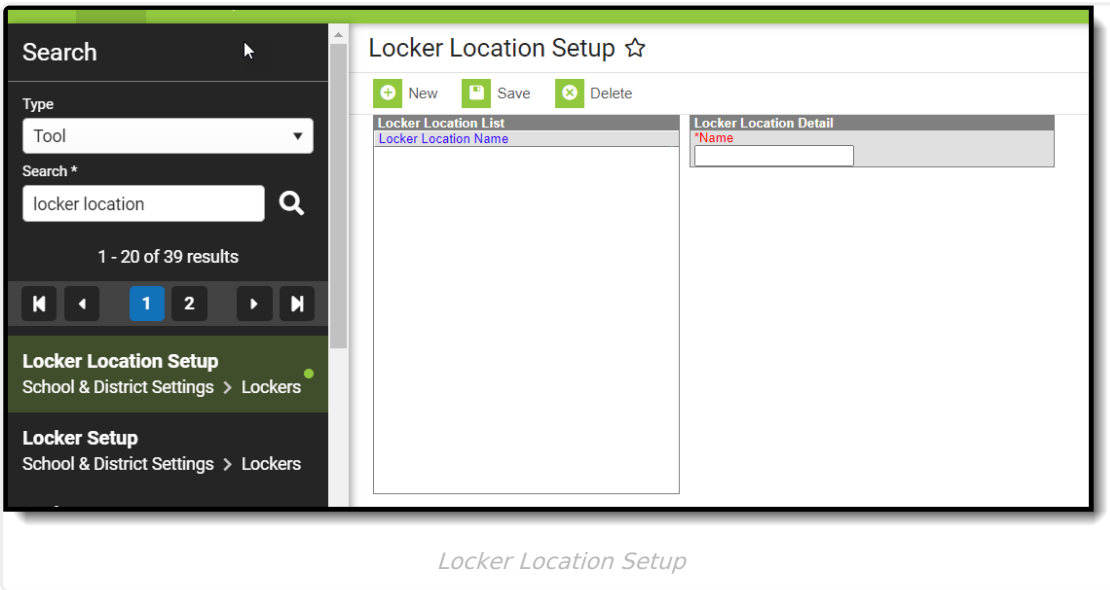 Search
Type
Tool
Search *
locker location
1 - 20 of 39 results
1 2
Locker Location Setup
School & District Settings > Lockers
Locker Setup
School & District Settings > Lockers
Locker Location Setup
New Save Delete
Locker Location List
Locker Location Name
Locker Location Detail
*Name
Locker Location Setup